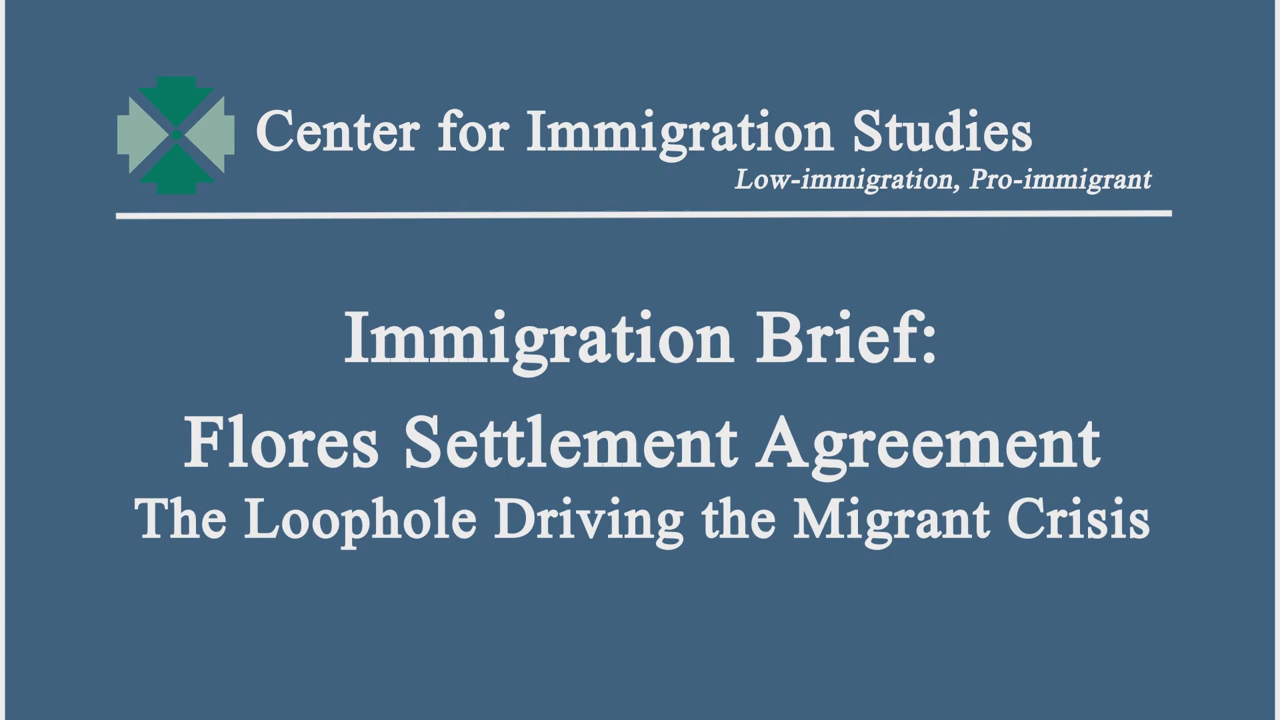 Center for Immigration Studies
Low-immigration, Pro-immigrant
Immigration Brief:
Flores Settlement Agreement
The Loophole Driving the Migrant Crisis